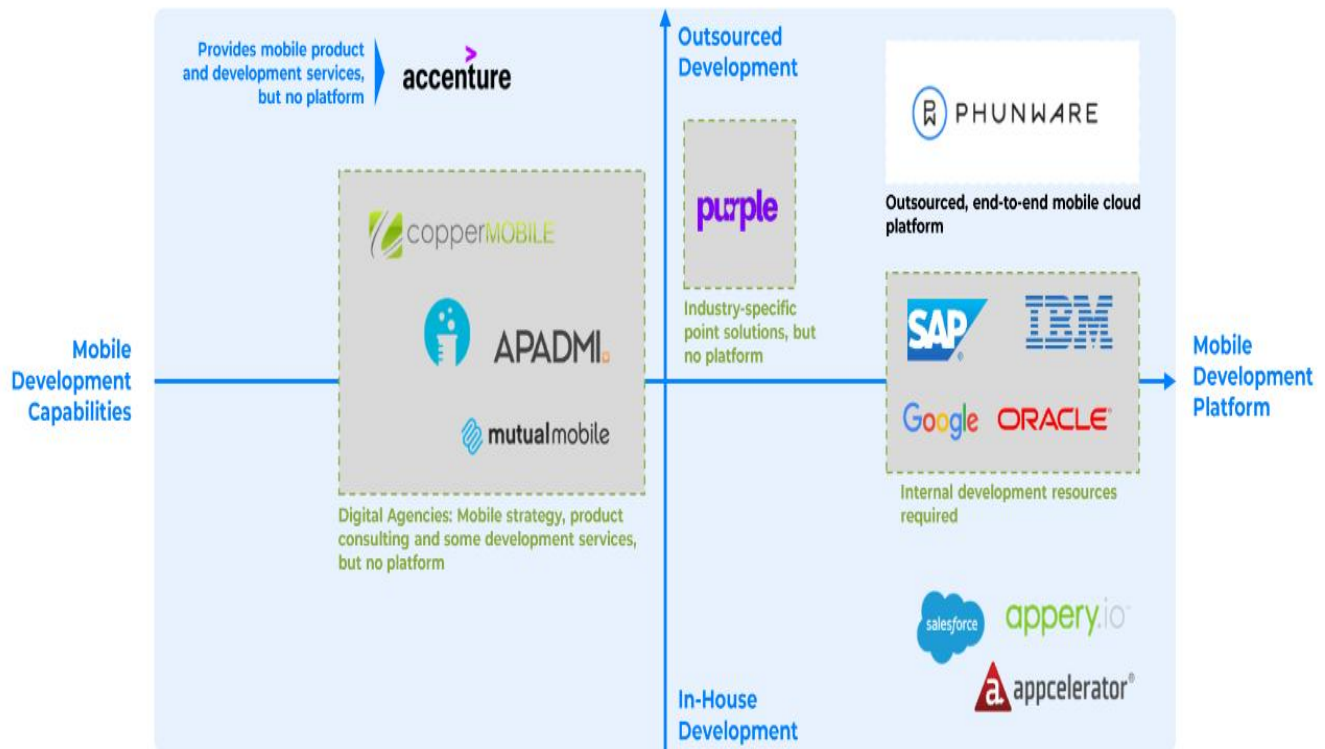 Provides mobile product
and development services,
but no platform
accenture
Outsourced
Development
PW PHUNWARE
Outsourced, end-to-end mobile cloud
platform
copperMOBILE
APADMI
mutualmobile
Digital Agencies: Mobile strategy, product
consulting and some development services,
but no platform
purple
Industry-specific
point solutions, but
no platform
SAP®
IBM
Google
ORACLE®
Internal development resources
required
Mobile
Development
Capabilities
Mobile
Development
Platform
salesforce
appery.io™
a appcelerator®
In-House
Development